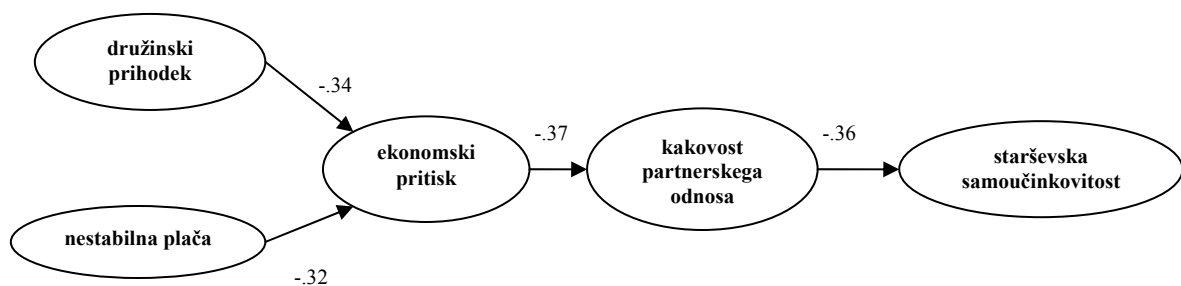 družinski
prihodek
-.34
ekonomski
pritisk
-.37
kakovost
partnerskega
odnosa
-.36
starševska
samoučinkovitost
nestabilna plača
-.32